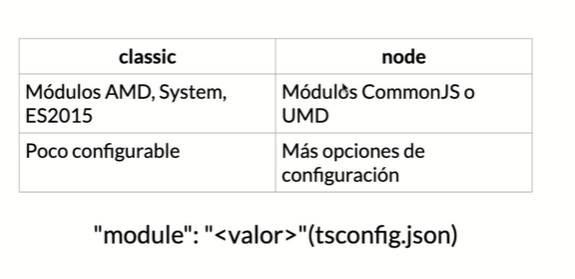 classic
node
Módulos AMD, System,
ES2015
Módulos CommonJS o
UMD
Poco configurable
Más opciones de
configuración
"module": "<valor>"(tsconfig.json)